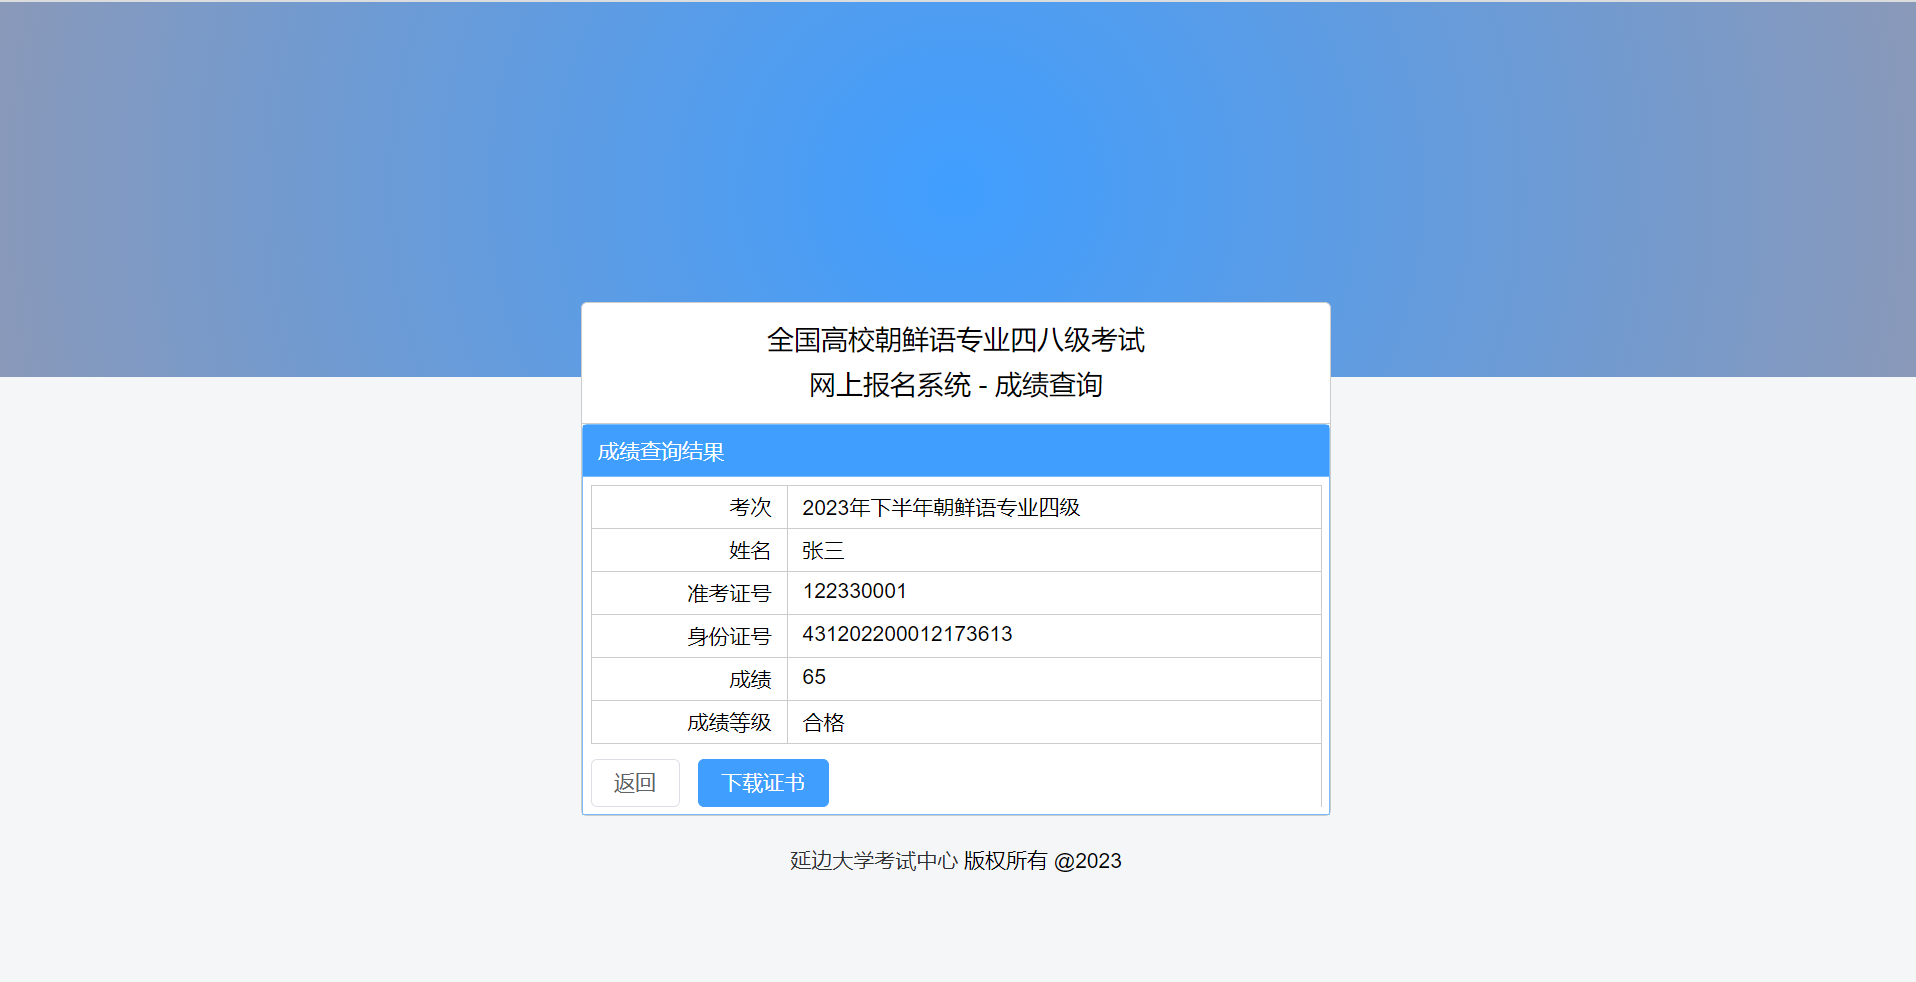 全国高校朝鲜语专业四八级考试
网上报名系统 - 成绩查询
成绩查询结果
考次 2023年下半年朝鲜语专业四级
姓名 张三
准考证号 122330001
身份证号 431202200012173613
成绩 65
成绩等级 合格
返回 下载证书
延边大学考试中心 版权所有 @2023